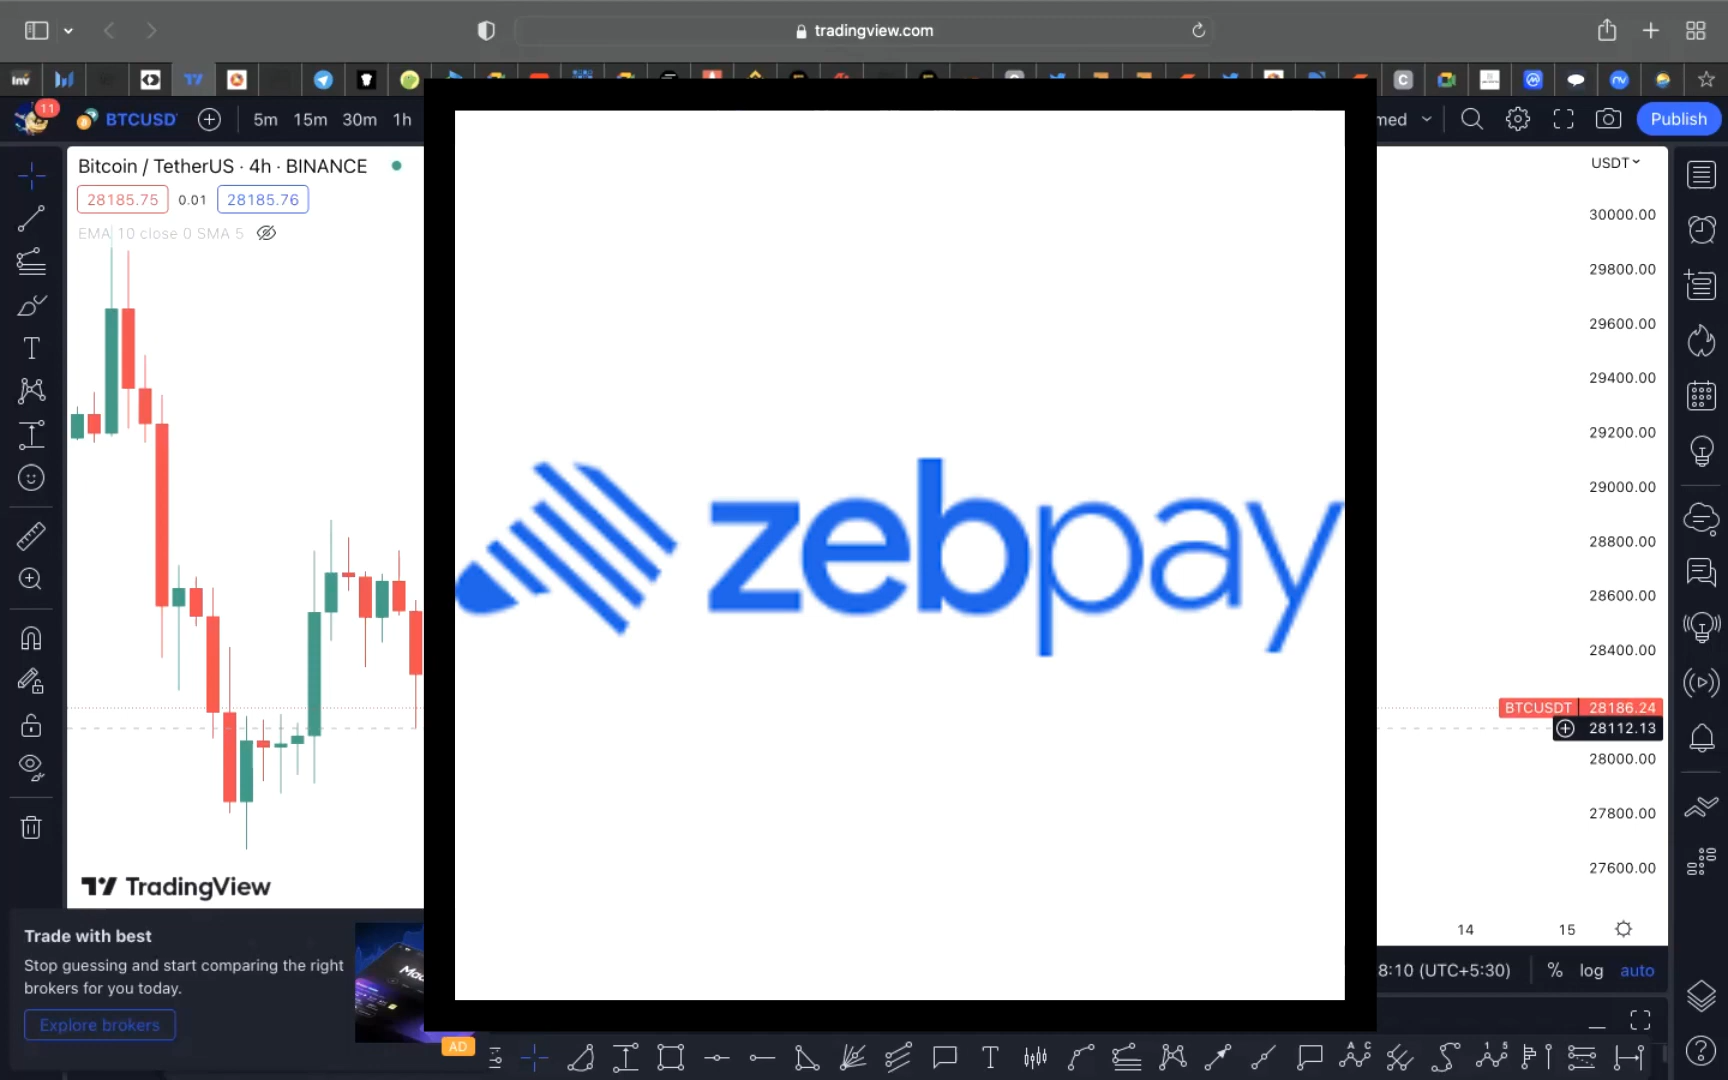 tradingview.com
Inv
11
BTCUSD
5m 15m 30m 1h
Publish
Bitcoin / TetherUS · 4h · BINANCE
28185.75 0.01 28185.76
EMA 10 close 0 SMA 5
USDT
30000.00
29800.00
29600.00
29400.00
29200.00
29000.00
28800.00
28600.00
28400.00
BTCUSDT 28186.24
28112.13
28000.00
27800.00
27600.00
zebpay
TradingView
14 15
Trade with best
Stop guessing and start comparing the right
brokers for you today.
Explore brokers
AD
8:10 (UTC+5:30) % log auto